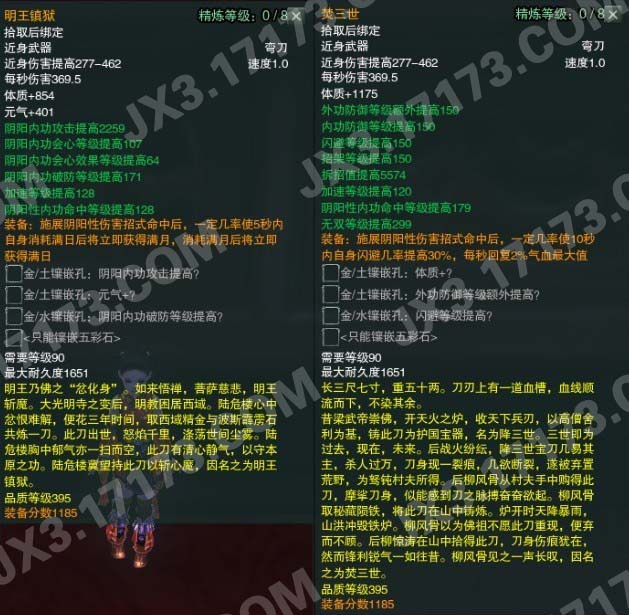 明王镇狱
精炼等级：0 / 8
拾取后绑定
近身武器 弯刀
近身伤害提高277-462 速度1.0
每秒伤害369.5
体质+854
元气+401
阴阳内功攻击提高2259
阴阳内功会心等级提高107
阴阳内功会心效果等级提高64
阴阳内功破防等级提高171
加速等级提高128
阴阳性内功命中等级提高128
装备：施展阴阳性伤害招式命中后，一定几率使5秒内
自身消耗满日后将立即获得满月，消耗满月后将立即
获得满日
金/土镶嵌孔：阴阳内功攻击提高?
金/土镶嵌孔：元气+?
金/水镶嵌孔：阴阳内功破防等级提高?
<只能镶嵌五彩石>
需要等级90
最大耐久度1651
明王乃佛之“忿化身”。如来悟禅，菩萨慈悲，明王
斩魔。大光明寺之变后，明教困居西域。陆危楼心中
忿恨难解，便花三年时间，取西域精金与波斯霹雳石
共炼一刀。此刀出世，怒焰千里，涤荡世间尘雾。陆
危楼胸中郁气亦一扫而空，此刀有清心静气，以守本
原之功。陆危楼冀望持此刀以斩心魔，因名之为明王
镇狱。
品质等级395
装备分数1185
焚三世
精炼等级：0 / 8
拾取后绑定
近身武器 弯刀
近身伤害提高277-462 速度1.0
每秒伤害369.5
体质+1175
外功防御等级额外提高150
内功防御等级提高150
闪避等级提高150
招架等级提高150
拆招值提高5574
加速等级提高120
阴阳性内功命中等级提高179
无双等级提高299
装备：施展阴阳性伤害招式命中后，一定几率使10秒
内自身闪避几率提高30%，每秒回复2%气血最大值
金/土镶嵌孔：体质+?
金/土镶嵌孔：外功防御等级额外提高?
金/水镶嵌孔：闪避等级提高?
<只能镶嵌五彩石>
需要等级90
最大耐久度1651
长三尺七寸，重五十两。刀刃上有一道血槽，血线顺
流而下，不染其余。
昔梁武帝崇佛，开天火之炉，收天下兵刃，以高僧舍
利为基，铸此刀为护国宝器，名为降三世。三世即为
过去，现在，未来。后战火纷纭，降三世宝刀几易其
主，杀人过万，刀身现一裂痕，几欲断裂，遂被弃置
荒野，为驽钝村夫所得。后柳风骨从村夫手中购得此
刀，摩挲刀身，似能感到刀之脉搏奋奋欲起。柳风骨
取秘藏陨铁，将此刀在山中铸炼。炉开时天降暴雨，
山洪冲毁铁炉。柳风骨以为佛祖不愿此刀重现，便弃
而不顾。后柳惊涛在山中拾得此刀，刀身伤痕犹在，
然而锋利锐气一如往昔。柳风骨见之一声长叹，因名
之为焚三世。
品质等级395
装备分数1185
JX3.17173.COM